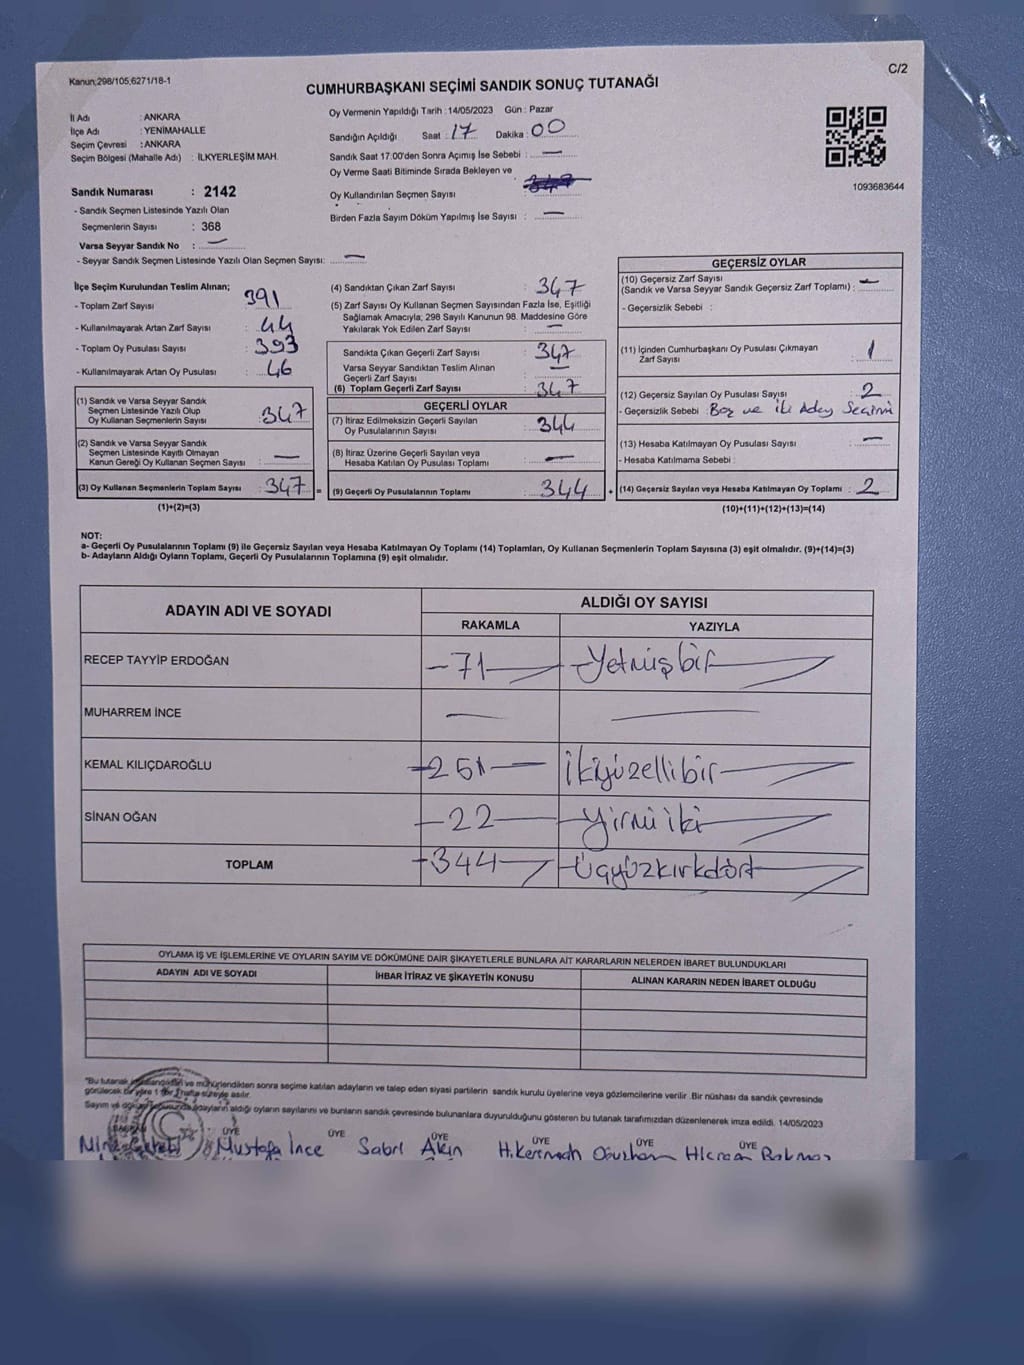 Kanun;298/105,6271/18-1
C/2
CUMHURBAŞKANI SEÇİMİ SANDIK SONUÇ TUTANAĞI
İl Adı : ANKARA
İlçe Adı : YENİMAHALLE
Seçim Çevresi : ANKARA
Seçim Bölgesi (Mahalle Adı) : İLKYERLEŞİM MAH.
Sandık Numarası : 2142
- Sandık Seçmen Listesinde Yazılı Olan
Seçmenlerin Sayısı : 368
Varsa Seyyar Sandık No : —
- Seyyar Sandık Seçmen Listesinde Yazılı Olan Seçmen Sayısı: —
Oy Vermenin Yapıldığı Tarih : 14/05/2023 Gün : Pazar
Sandığın Açıldığı Saat : 17 Dakika : 00
Sandık Saat 17.00'den Sonra Açımış İse Sebebi : —
Oy Verme Saati Bitiminde Sırada Bekleyen ve
Oy Kullandırılan Seçmen Sayısı :
Birden Fazla Sayım Döküm Yapılmış İse Sayısı : —
1093683644
İlçe Seçim Kurulundan Teslim Alınan;
- Toplam Zarf Sayısı : 391
- Kullanılmayarak Artan Zarf Sayısı : 44
- Toplam Oy Pusulası Sayısı : 393
- Kullanılmayarak Artan Oy Pusulası : 46
(1) Sandık ve Varsa Seyyar Sandık
Seçmen Listesinde Yazılı Olup
Oy Kullanan Seçmenlerin Sayısı : 347
(2) Sandık ve Varsa Seyyar Sandık
Seçmen Listesinde Kayıtlı Olmayan
Kanun Gereği Oy Kullanan Seçmen Sayısı : —
(3) Oy Kullanan Seçmenlerin Toplam Sayısı : 347 =
(1)+(2)=(3)
(4) Sandıktan Çıkan Zarf Sayısı : 347
(5) Zarf Sayısı Oy Kullanan Seçmen Sayısından Fazla İse, Eşitliği
Sağlamak Amacıyla; 298 Sayılı Kanunun 98. Maddesine Göre
Yakılarak Yok Edilen Zarf Sayısı : —
Sandıkta Çıkan Geçerli Zarf Sayısı : 347
Varsa Seyyar Sandıktan Teslim Alınan
Geçerli Zarf Sayısı : —
(6) Toplam Geçerli Zarf Sayısı : 347
GEÇERLİ OYLAR
(7) İtiraz Edilmeksizin Geçerli Sayılan
Oy Pusulalarının Sayısı : 344
(8) İtiraz Üzerine Geçerli Sayılan veya
Hesaba Katılan Oy Pusulası Toplamı : —
(9) Geçerli Oy Pusulalarının Toplamı : 344 +
GEÇERSİZ OYLAR
(10) Geçersiz Zarf Sayısı
(Sandık ve Varsa Seyyar Sandık Geçersiz Zarf Toplamı) : —
- Geçersizlik Sebebi :
(11) İçinden Cumhurbaşkanı Oy Pusulası Çıkmayan
Zarf Sayısı : 1
(12) Geçersiz Sayılan Oy Pusulası Sayısı : 2
- Geçersizlik Sebebi : Boş ve iki Aday Seçimi
(13) Hesaba Katılmayan Oy Pusulası Sayısı : —
- Hesaba Katılmama Sebebi :
(14) Geçersiz Sayılan veya Hesaba Katılmayan Oy Toplamı : 2
(10)+(11)+(12)+(13)=(14)
NOT:
a- Geçerli Oy Pusulalarının Toplamı (9) ile Geçersiz Sayılan veya Hesaba Katılmayan Oy Toplamı (14) Toplamları, Oy Kullanan Seçmenlerin Toplam Sayısına (3) eşit olmalıdır. (9)+(14)=(3)
b- Adayların Aldığı Oyların Toplamı, Geçerli Oy Pusulalarının Toplamına (9) eşit olmalıdır.
ADAYIN ADI VE SOYADI ALDIĞI OY SAYISI
RAKAMLA YAZIYLA
RECEP TAYYİP ERDOĞAN —71— —Yetmişbir—
MUHARREM İNCE — —
KEMAL KILIÇDAROĞLU —251— İkiyüzellibir—
SİNAN OĞAN —22— —Yirmi iki—
TOPLAM —344— —Üçyüzkırkdört—
OYLAMA İŞ VE İŞLEMLERİNE VE OYLARIN SAYIM VE DÖKÜMÜNE DAİR ŞİKAYETLERLE BUNLARA AİT KARARLARIN NELERDEN İBARET BULUNDUKLARI
ADAYIN ADI VE SOYADI İHBAR İTİRAZ VE ŞİKAYETİN KONUSU ALINAN KARARIN NEDEN İBARET OLDUĞU
"Bu tutanak ve mühürlendikten sonra seçime katılan adayların ve talep eden siyasi partilerin sandık kurulu üyelerine veya gözlemcilerine verilir .Bir nüshası da sandık çevresinde
görülecek bir yere 1 hafta süreyle asılır.
Sayım ve adayların aldığı oyların sayılarını ve bunların sandık çevresinde bulunanlara duyurulduğunu gösteren bu tutanak tarafımızdan düzenlenerek imza edildi. 14/05/2023
ÜYE ÜYE ÜYE ÜYE ÜYE ÜYE
Mustafa İnce Sabri Akın